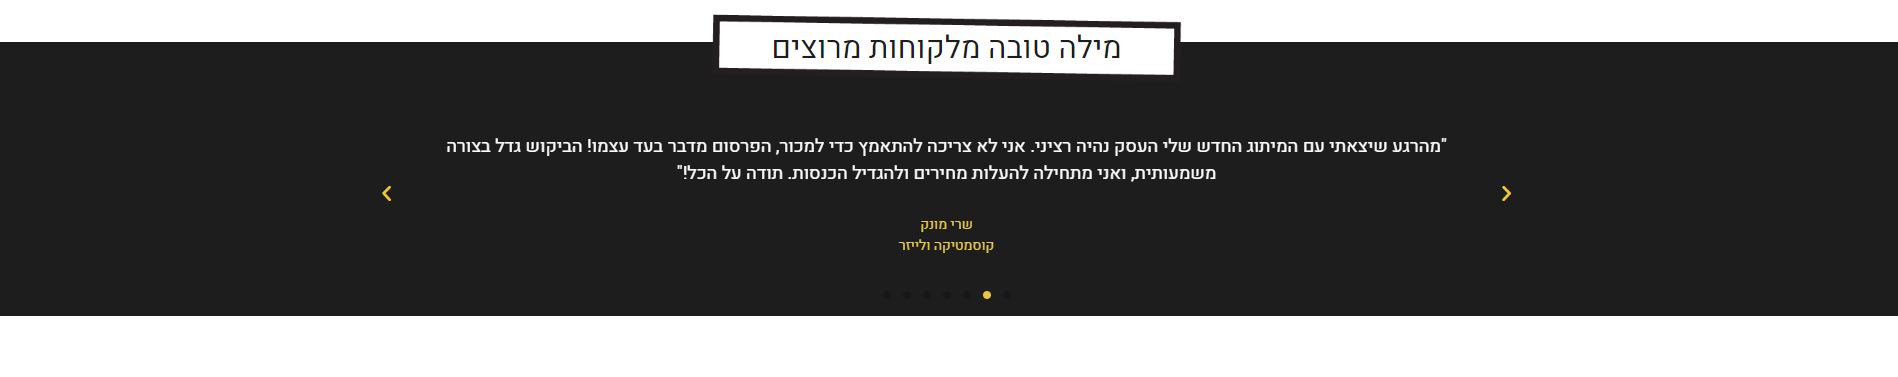 מילה טובה מלקוחות מרוצים
"מהרגע שיצאתי עם המיתוג החדש שלי העסק נהיה רציני. אני לא צריכה להתאמץ כדי למכור, הפרסום מדבר בעד עצמו! הביקוש גדל בצורה
משמעותית, ואני מתחילה להעלות מחירים ולהגדיל הכנסות. תודה על הכל!"
שרי מונק
קוסמטיקה ולייזר